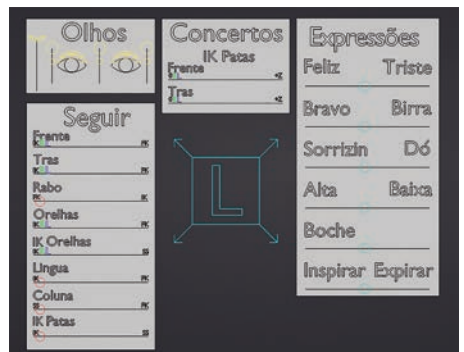 Olhos
Seguir
Frente
Tras
Rabo
Orelhas
IK Orelhas
Lingua
Coluna
IK Patas
Concertos
IK Patas
Frente
Tras
L
Expressões
Feliz Triste
Bravo Birra
Sorrizin Dó
Alta Baixa
Boche
Inspirar Expirar